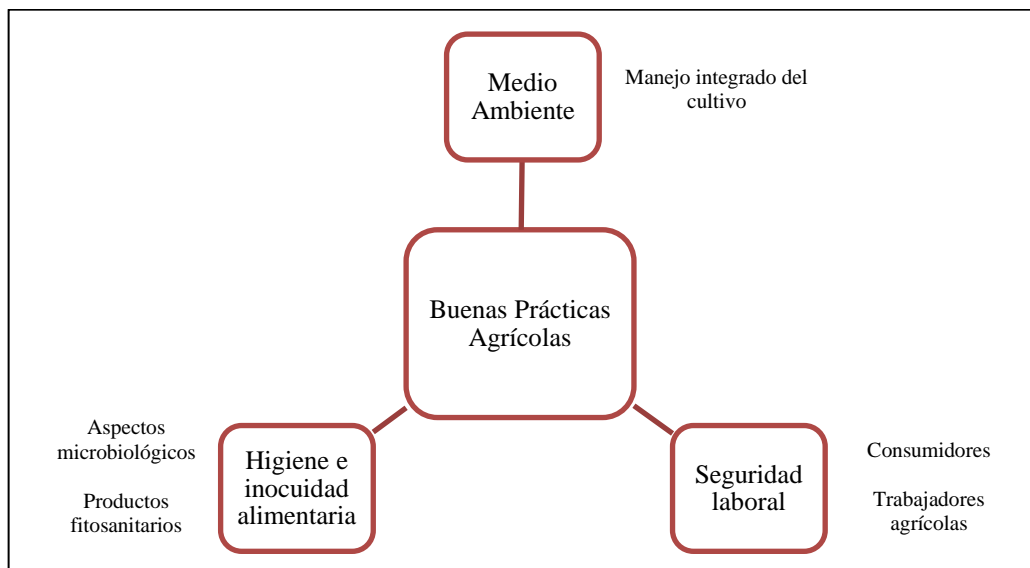 Medio
Ambiente
Manejo integrado del
cultivo
Buenas Prácticas
Agrícolas
Aspectos
microbiológicos
Productos
fitosanitarios
Higiene e
inocuidad
alimentaria
Seguridad
laboral
Consumidores
Trabajadores
agrícolas